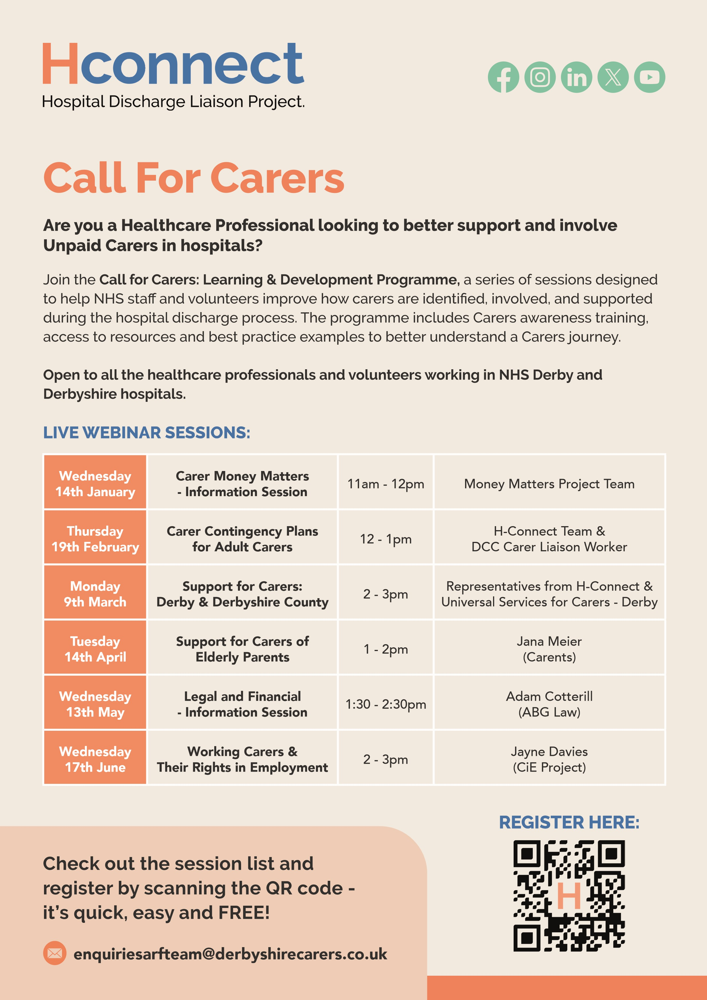 Hconnect
Hospital Discharge Liaison Project.
Call For Carers
Are you a Healthcare Professional looking to better support and involve
Unpaid Carers in hospitals?
Join the Call for Carers: Learning & Development Programme, a series of sessions designed
to help NHS staff and volunteers improve how carers are identified, involved, and supported
during the hospital discharge process. The programme includes Carers awareness training,
access to resources and best practice examples to better understand a Carers journey.
Open to all the healthcare professionals and volunteers working in NHS Derby and
Derbyshire hospitals.
LIVE WEBINAR SESSIONS:
Wednesday
14th January
Carer Money Matters
- Information Session
11am - 12pm
Money Matters Project Team
Thursday
19th February
Carer Contingency Plans
for Adult Carers
12 - 1pm
H-Connect Team &
DCC Carer Liaison Worker
Monday
9th March
Support for Carers:
Derby & Derbyshire County
2 - 3pm
Representatives from H-Connect &
Universal Services for Carers - Derby
Tuesday
14th April
Support for Carers of
Elderly Parents
1 - 2pm
Jana Meier
(Carents)
Wednesday
13th May
Legal and Financial
- Information Session
1:30 - 2:30pm
Adam Cotterill
(ABG Law)
Wednesday
17th June
Working Carers &
Their Rights in Employment
2 - 3pm
Jayne Davies
(CiE Project)
REGISTER HERE:
H
Check out the session list and
register by scanning the QR code -
it's quick, easy and FREE!
enquiriesarfteam@derbyshirecarers.co.uk